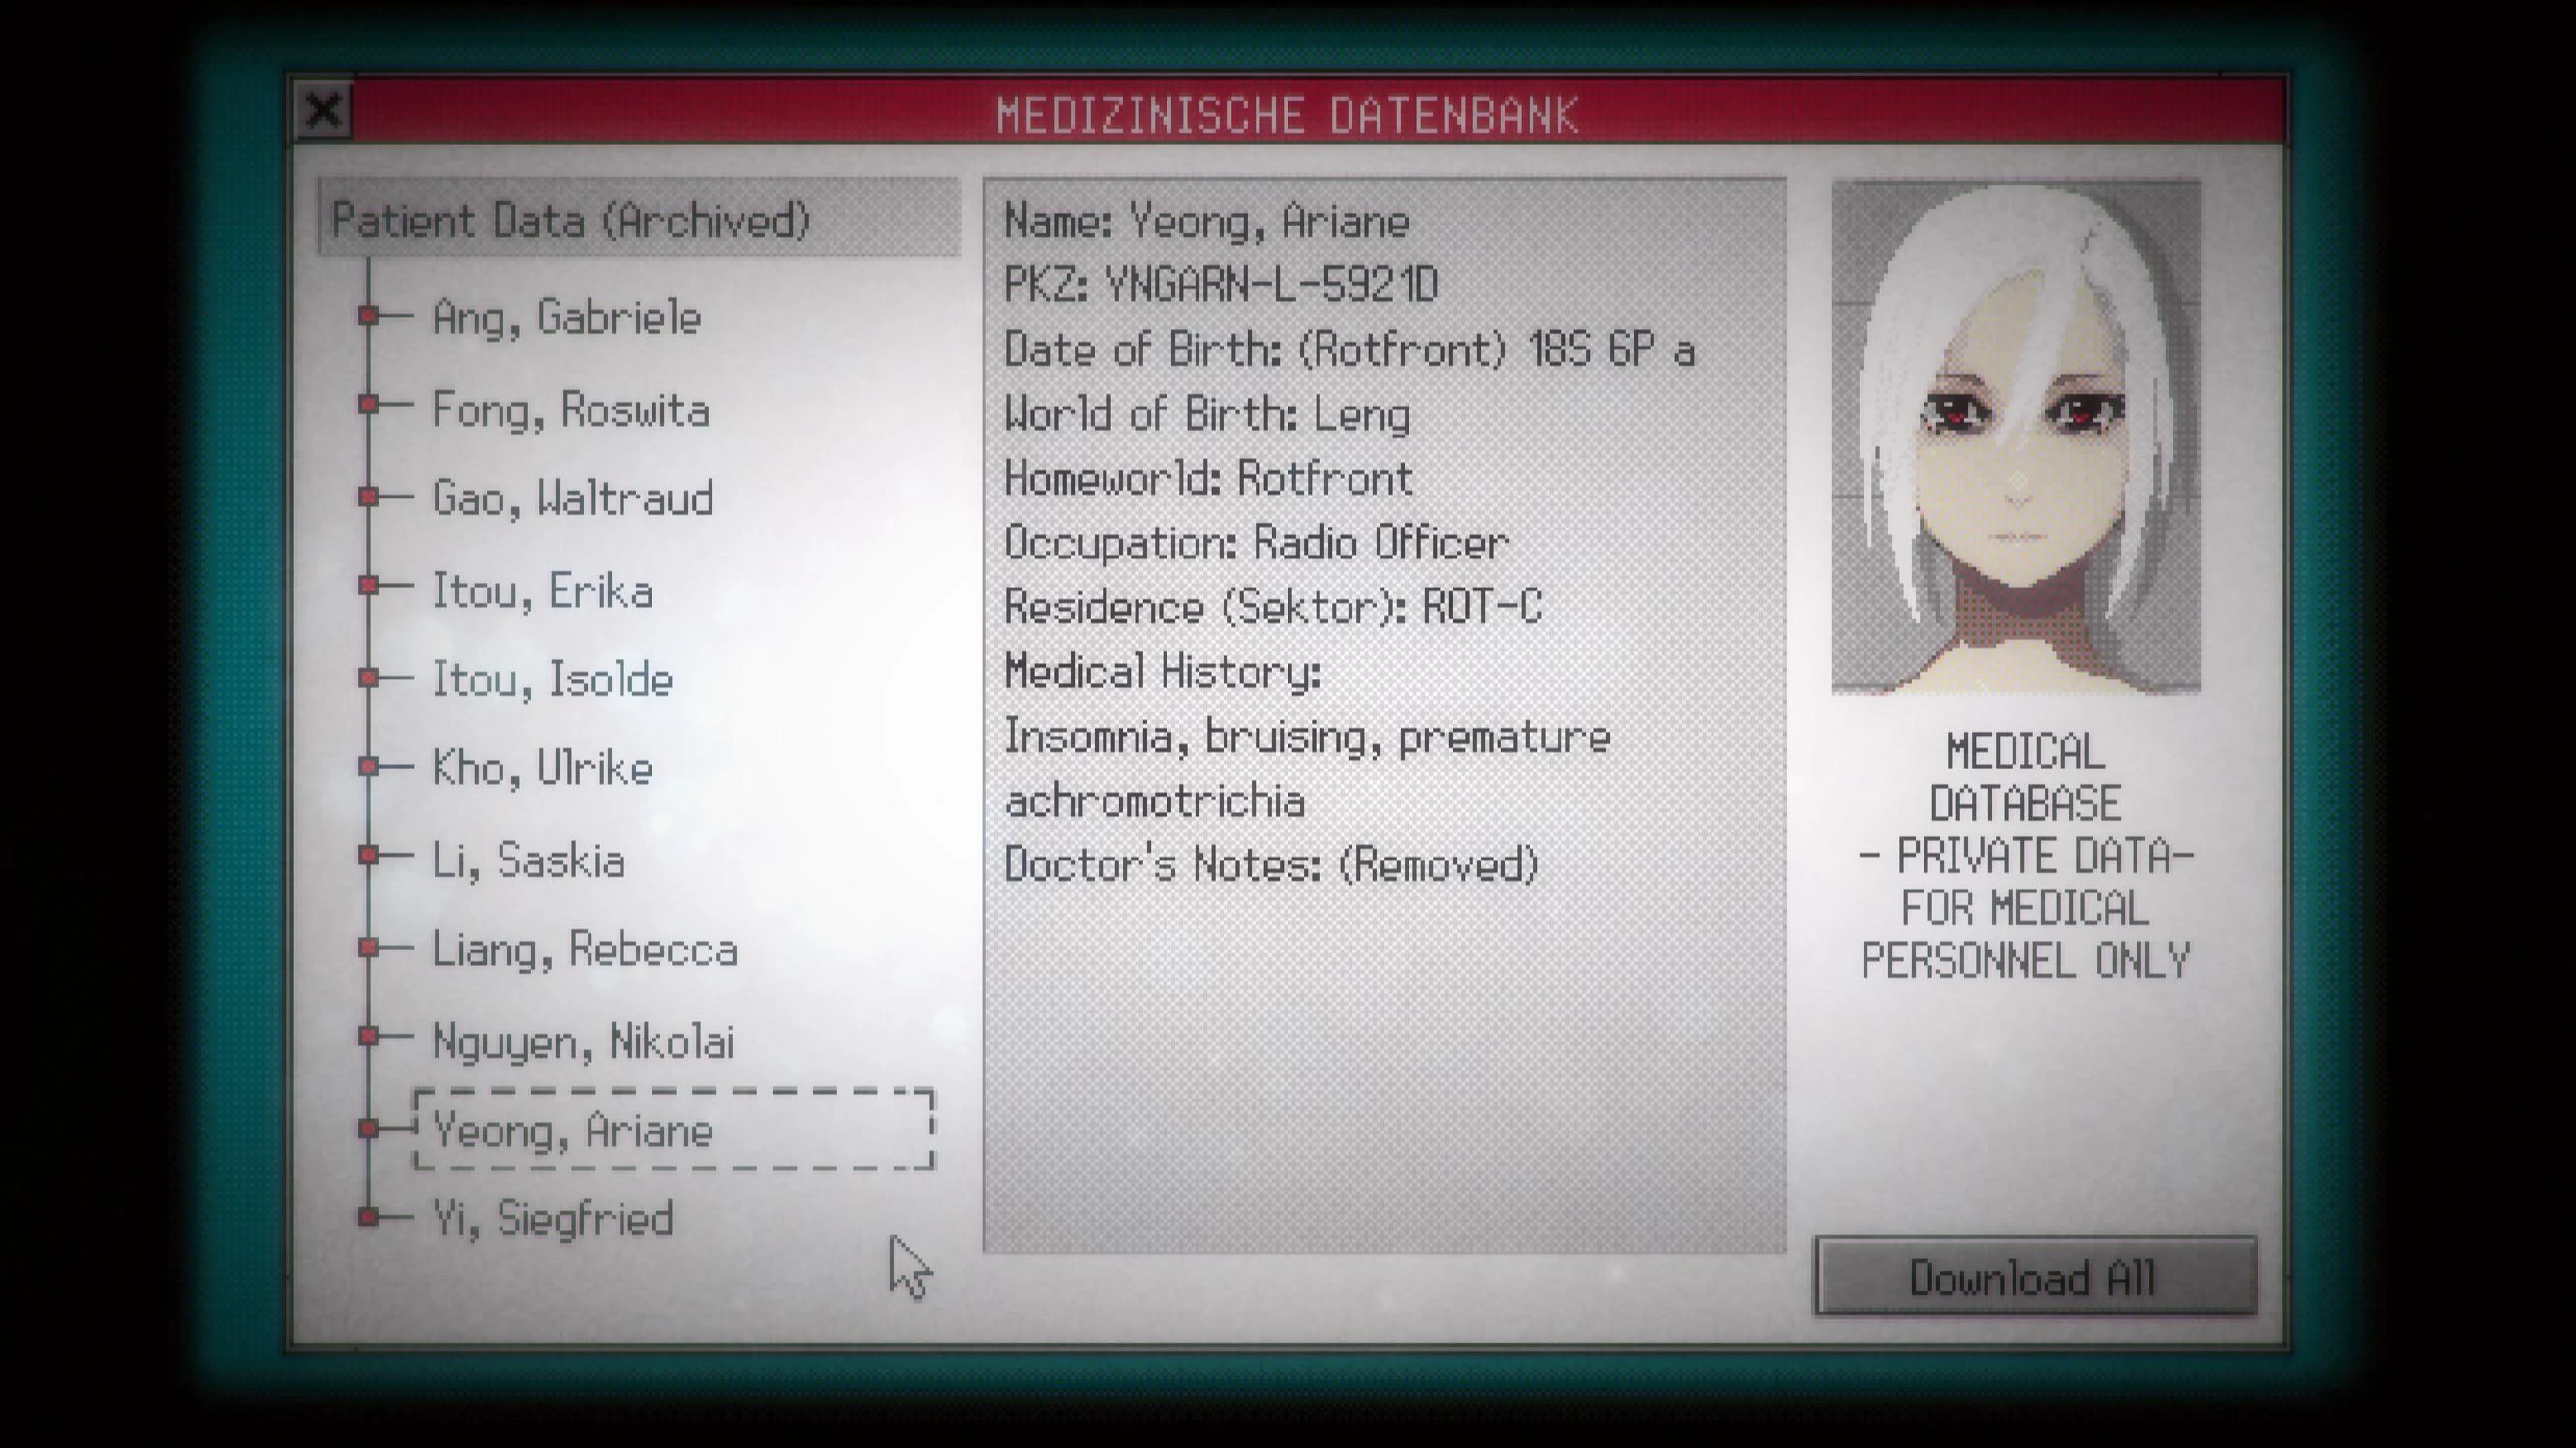 MEDIZINISCHE DATENBANK
Patient Data (Archived)
Ang, Gabriele
Fong, Roswita
Gao, Waltraud
Itou, Erika
Itou, Isolde
Kho, Ulrike
Li, Saskia
Liang, Rebecca
Nguyen, Nikolai
Yeong, Ariane
Yi, Siegfried
Name: Yeong, Ariane
PKZ: YNGARN-L-5921D
Date of Birth: (Rotfront) 18S 6P a
World of Birth: Leng
Homeworld: Rotfront
Occupation: Radio Officer
Residence (Sektor): ROT-C
Medical History:
Insomnia, bruising, premature
achromotrichia
Doctor's Notes: (Removed)
MEDICAL
DATABASE
- PRIVATE DATA-
FOR MEDICAL
PERSONNEL ONLY
Download All